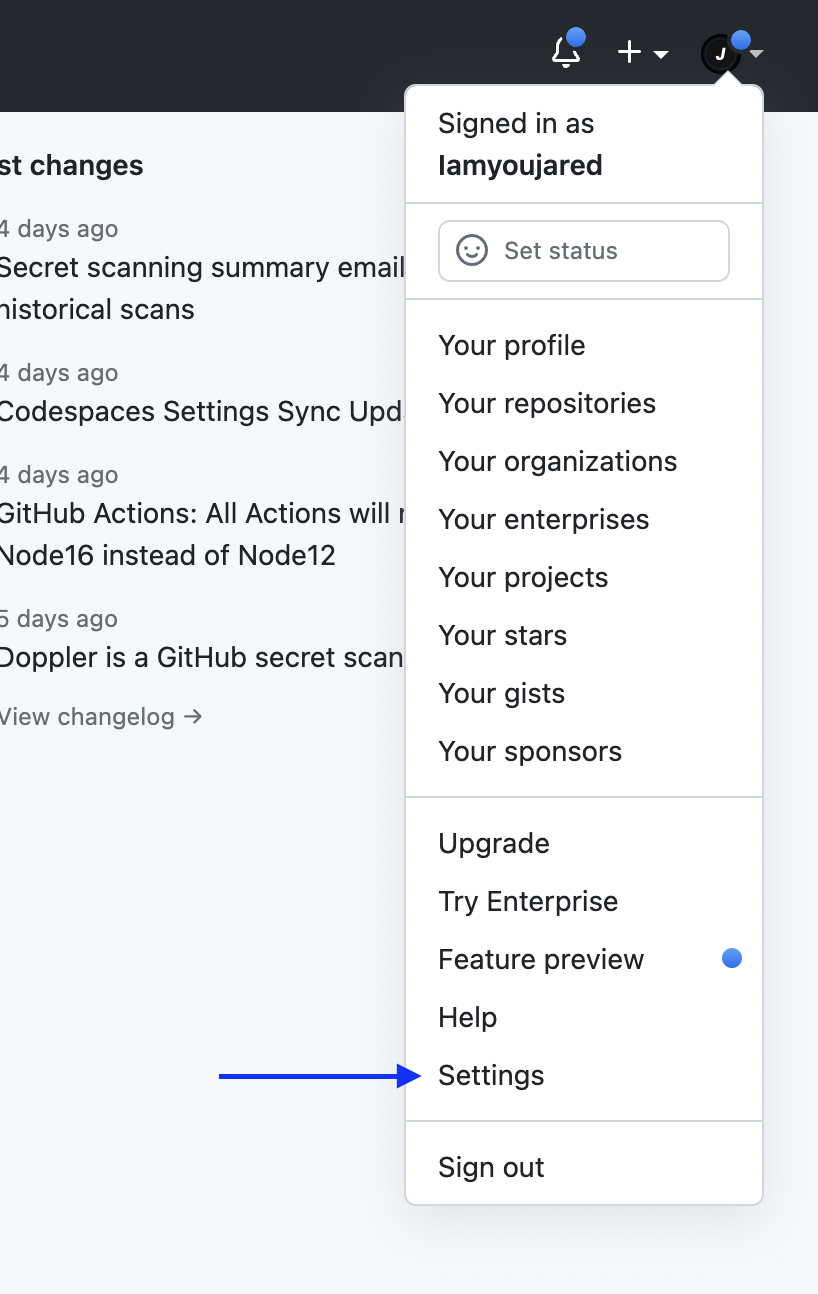 J
Signed in as
Iamyoujared
st changes
4 days ago
Secret scanning summary email
historical scans
4 days ago
Codespaces Settings Sync Upd
4 days ago
GitHub Actions: All Actions will
Node16 instead of Node12
5 days ago
Doppler is a GitHub secret scan
View changelog →
Set status
Your profile
Your repositories
Your organizations
Your enterprises
Your projects
Your stars
Your gists
Your sponsors
Upgrade
Try Enterprise
Feature preview
Help
Settings
Sign out